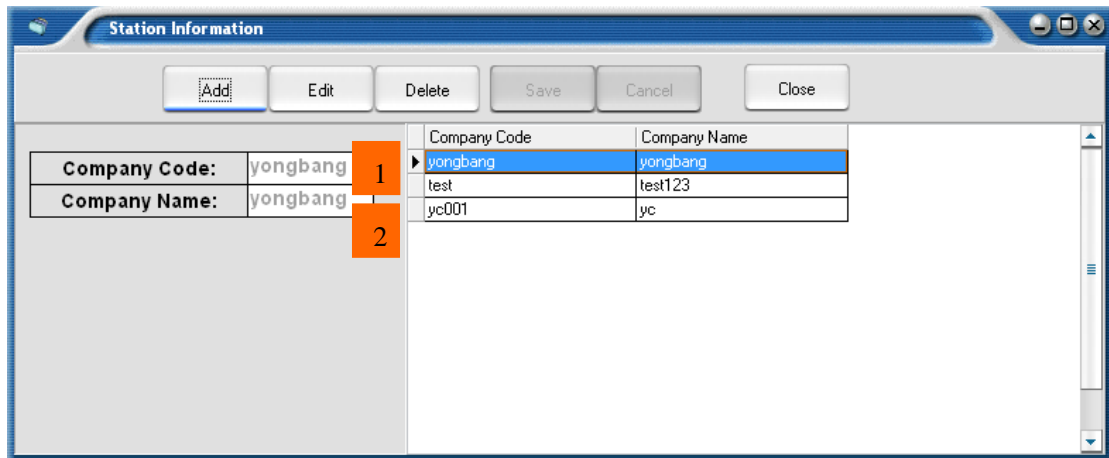 Station Information
Add Edit Delete Save Cancel Close
Company Code Company Name
Company Code: yongbang 1
yongbang yongbang
test test123
Company Name: yongbang 2
yc001 yc